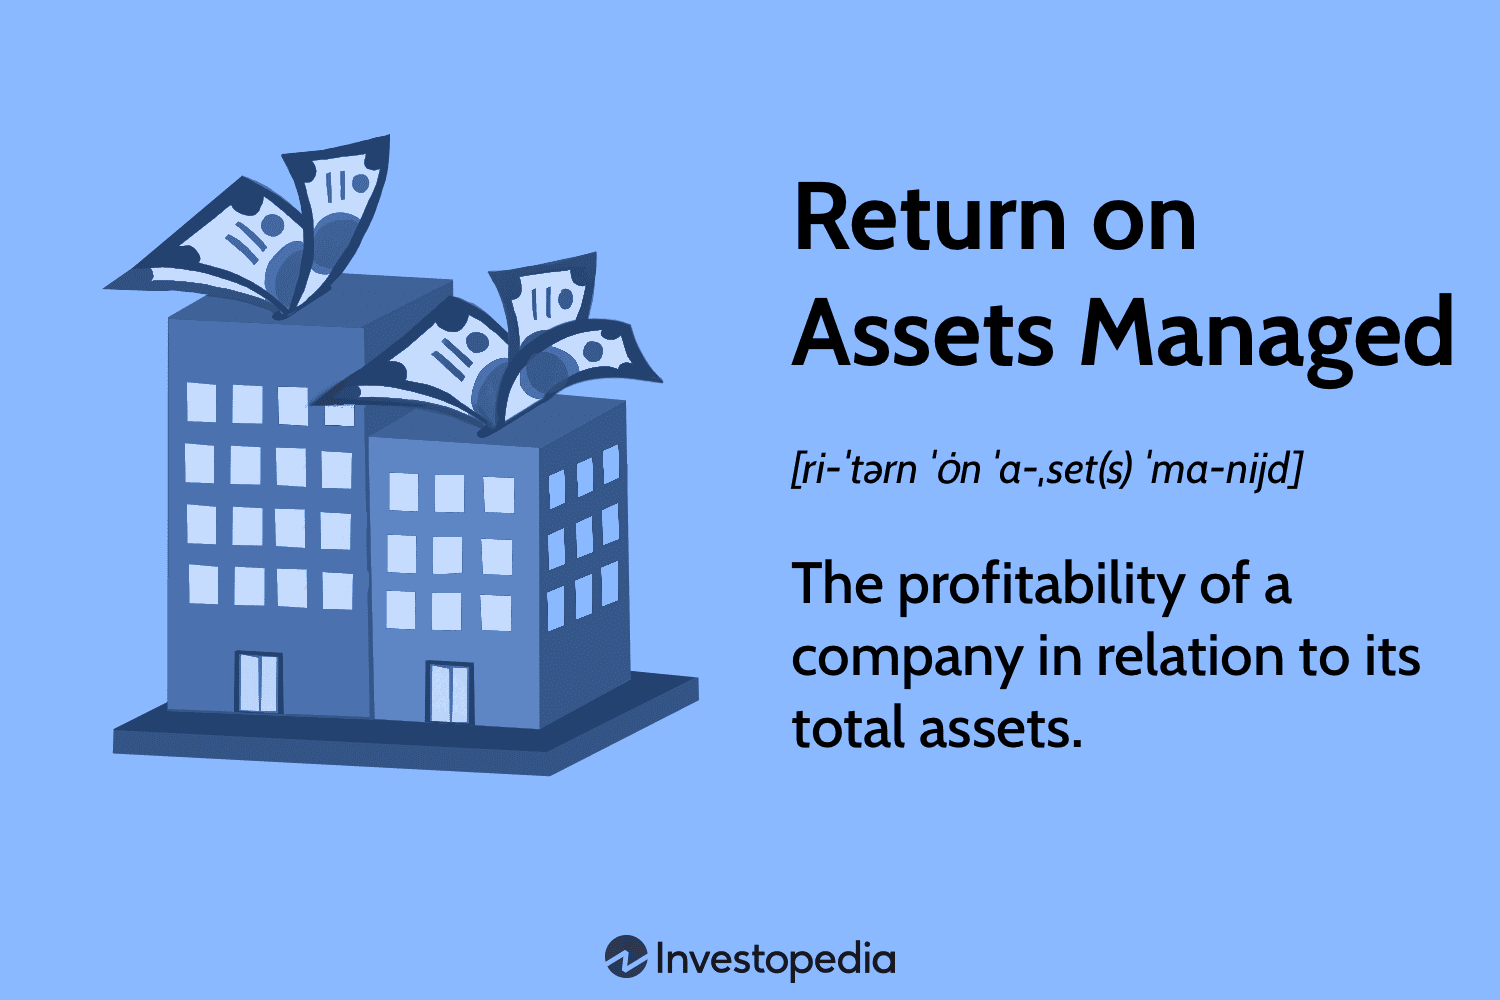 Return on
Assets Managed
[ri-ˈtərn ˈȯn ˈa-ˌset(s) ˈma-nijd]
The profitability of a
company in relation to its
total assets.
Investopedia